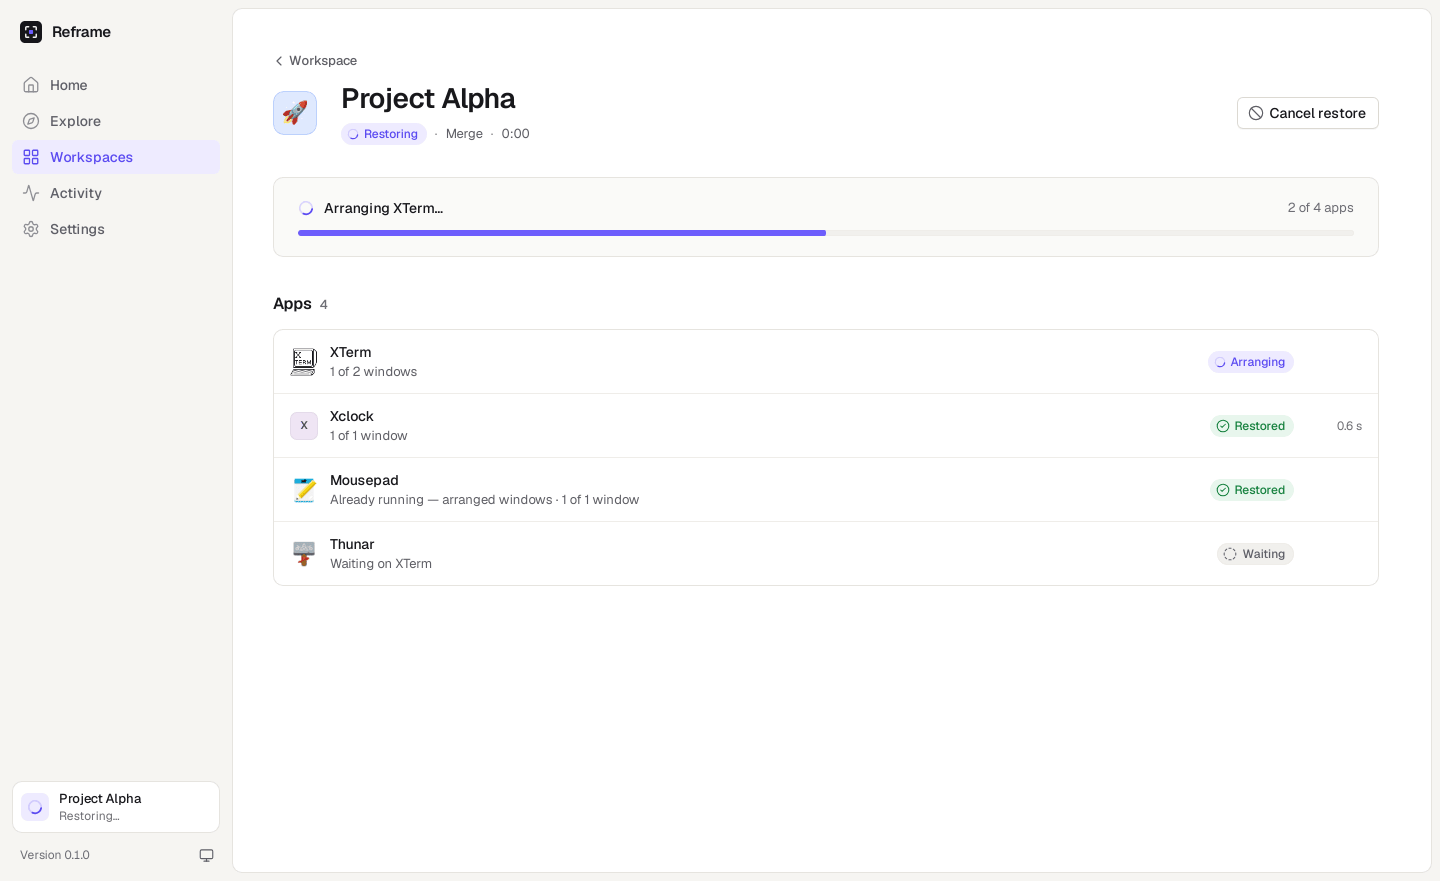 Reframe
Home
Explore
Workspaces
Activity
Settings
Workspace
Project Alpha
Restoring · Merge · 0:00
Cancel restore
Arranging XTerm...
2 of 4 apps
Apps 4
X TERM
XTerm
1 of 2 windows
Arranging
X
Xclock
1 of 1 window
Restored
0.6 s
Mousepad
Already running — arranged windows · 1 of 1 window
Restored
Thunar
Waiting on XTerm
Waiting
Project Alpha
Restoring...
Version 0.1.0